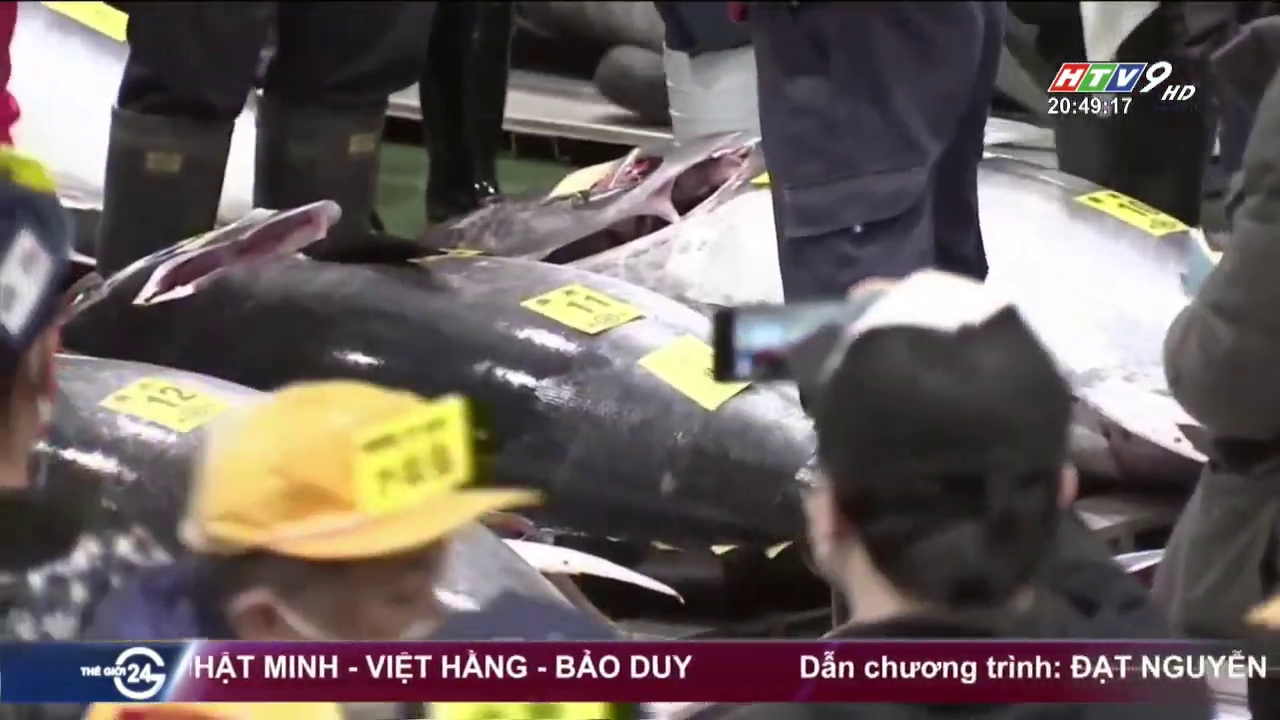 HTV9 HD
20:49:17
11
12
THẾ GIỚI 24G
HẬT MINH - VIỆT HẰNG - BẢO DUY
Dẫn chương trình: ĐẠT NGUYỄN